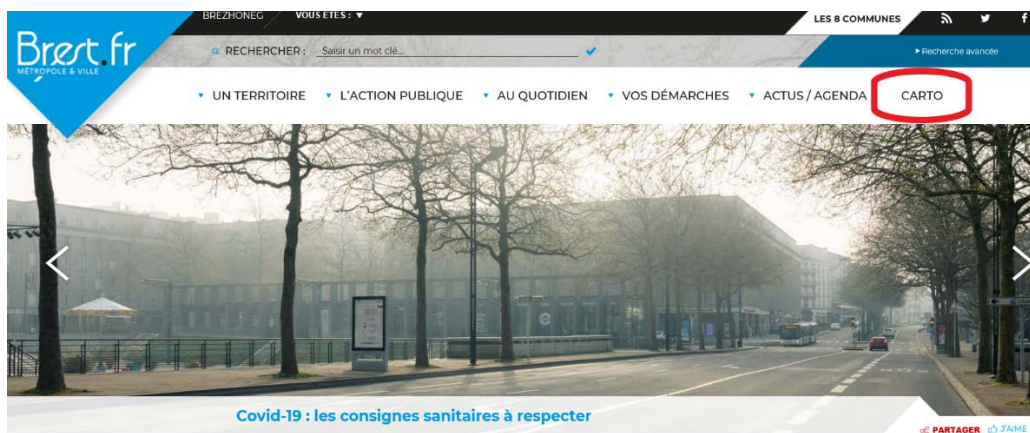 BREZHONEG VOUS ETES : ▼ LES 8 COMMUNES
Brest.fr
MÉTROPOLE & VILLE
RECHERCHER : Saisir un mot clé... Recherche avancée
UN TERRITOIRE L'ACTION PUBLIQUE AU QUOTIDIEN VOS DÉMARCHES ACTUS / AGENDA CARTO
Covid-19 : les consignes sanitaires à respecter
PARTAGER J'AIME